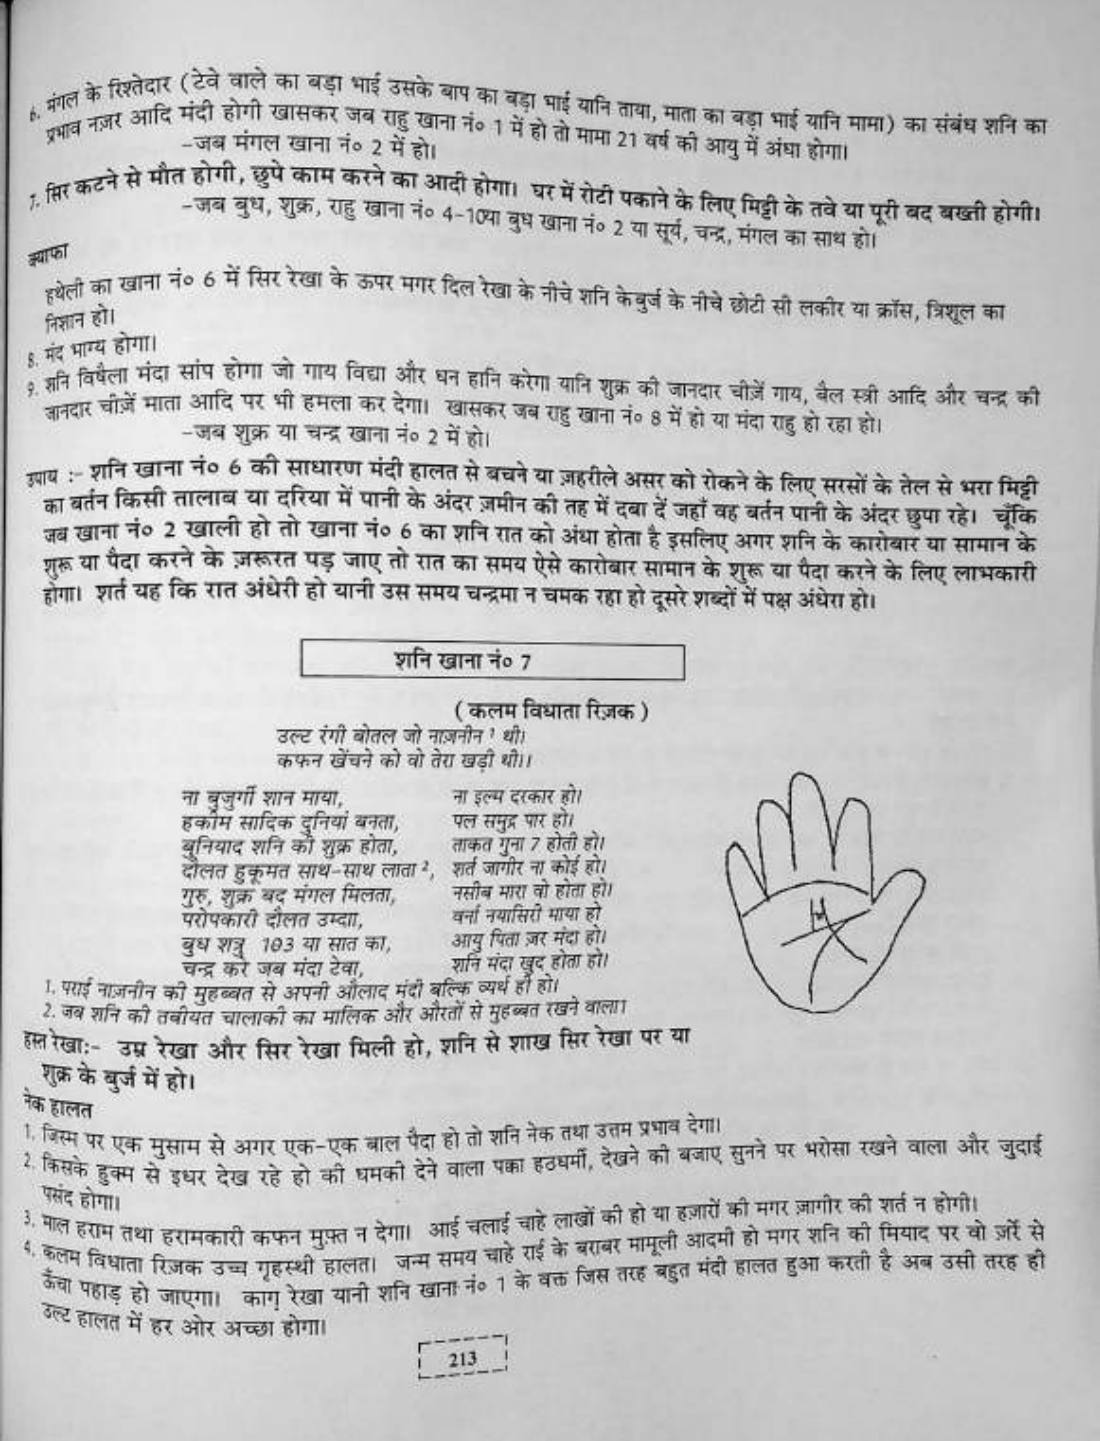 6. मंगल के रिश्तेदार (टेवे वाले का बड़ा भाई उसके बाप का बड़ा भाई यानि ताया, माता का बड़ा भाई यानि मामा) का संबंध शनि का
प्रभाव नज़र आदि मंदी होगी खासकर जब राहु खाना नं० 1 में हो तो मामा 21 वर्ष की आयु में अंधा होगा।
-जब मंगल खाना नं० 2 में हो।
7. सिर कटने से मौत होगी, छुपे काम करने का आदी होगा। घर में रोटी पकाने के लिए मिट्टी के तवे या पूरी बद बख्ती होगी।
-जब बुध, शुक्र, राहु खाना नं० 4-10या बुध खाना नं० 2 या सूर्य, चन्द्र, मंगल का साथ हो।
क्याफा
हथेली का खाना नं० 6 में सिर रेखा के ऊपर मगर दिल रेखा के नीचे शनि केबुर्ज के नीचे छोटी सी लकीर या क्रॉस, त्रिशूल का
निशान हो।
8. मंद भाग्य होगा।
9. शनि विषैला मंदा सांप होगा जो गाय विद्या और धन हानि करेगा यानि शुक्र की जानदार चीज़ें गाय, बैल स्त्री आदि और चन्द्र की
जानदार चीज़ें माता आदि पर भी हमला कर देगा। खासकर जब राहु खाना नं० 8 में हो या मंदा राहु हो रहा हो।
-जब शुक्र या चन्द्र खाना नं० 2 में हो।
उपाय :- शनि खाना नं० 6 की साधारण मंदी हालत से बचने या ज़हरीले असर को रोकने के लिए सरसों के तेल से भरा मिट्टी
का बर्तन किसी तालाब या दरिया में पानी के अंदर ज़मीन की तह में दबा दें जहाँ वह बर्तन पानी के अंदर छुपा रहे। चूँकि
जब खाना नं० 2 खाली हो तो खाना नं० 6 का शनि रात को अंधा होता है इसलिए अगर शनि के कारोबार या सामान के
शुरू या पैदा करने के ज़रूरत पड़ जाए तो रात का समय ऐसे कारोबार सामान के शुरू या पैदा करने के लिए लाभकारी
होगा। शर्त यह कि रात अंधेरी हो यानी उस समय चन्द्रमा न चमक रहा हो दूसरे शब्दों में पक्ष अंधेरा हो।
शनि खाना नं० 7
(कलम विधाता रिज़क)
उल्ट रंगी बोतल जो नाज़नीन ¹ थी।
कफन खेंचने को वो तेरा खड़ी थी।।
ना बुजुर्गी शान माया, ना इल्म दरकार हो।
हकीम सादिक दुनियां बनता, पल समुद्र पार हो।
बुनियाद शनि की शुक्र होता, ताकत गुना 7 होती हो।
दौलत हुकूमत साथ-साथ लाता ², शर्त जागीर ना कोई हो।
गुरु, शुक्र बद मंगल मिलता, नसीब मारा वो होता हो।
परोपकारी दौलत उम्दाा, वर्ना नयासिरी माया हो
बुध शत्रु 103 या सात का, आयु पिता ज़र मंदा हो।
चन्द्र करे जब मंदा टेवा, शनि मंदा खुद होता हो।
1. पराई नाज़नीन की मुहब्बत से अपनी औलाद मंदी बल्कि व्यर्थ ही हो।
2. जब शनि की तबीयत चालाकी का मालिक और औरतों से मुहब्बत रखने वाला।
हस्त रेखा:- उम्र रेखा और सिर रेखा मिली हो, शनि से शाख सिर रेखा पर या
शुक्र के बुर्ज में हो।
नेक हालत
1. जिस्म पर एक मुसाम से अगर एक-एक बाल पैदा हो तो शनि नेक तथा उत्तम प्रभाव देगा।
2. किसके हुक्म से इधर देख रहे हो की धमकी देने वाला पक्का हठधर्मी, देखने की बजाए सुनने पर भरोसा रखने वाला और जुदाई
पसंद होगा।
3. माल हराम तथा हरामकारी कफन मुफ़्त न देगा। आई चलाई चाहे लाखों की हो या हज़ारों की मगर ज़ागीर की शर्त न होगी।
4. कलम विधाता रिज़क उच्च गृहस्थी हालत। जन्म समय चाहे राई के बराबर मामूली आदमी हो मगर शनि की मियाद पर वो ज़र्रे से
ऊँचा पहाड़ हो जाएगा। काग़ रेखा यानी शनि खाना नं० 1 के वक्त जिस तरह बहुत मंदी हालत हुआ करती है अब उसी तरह ही
उल्ट हालत में हर ओर अच्छा होगा।
213